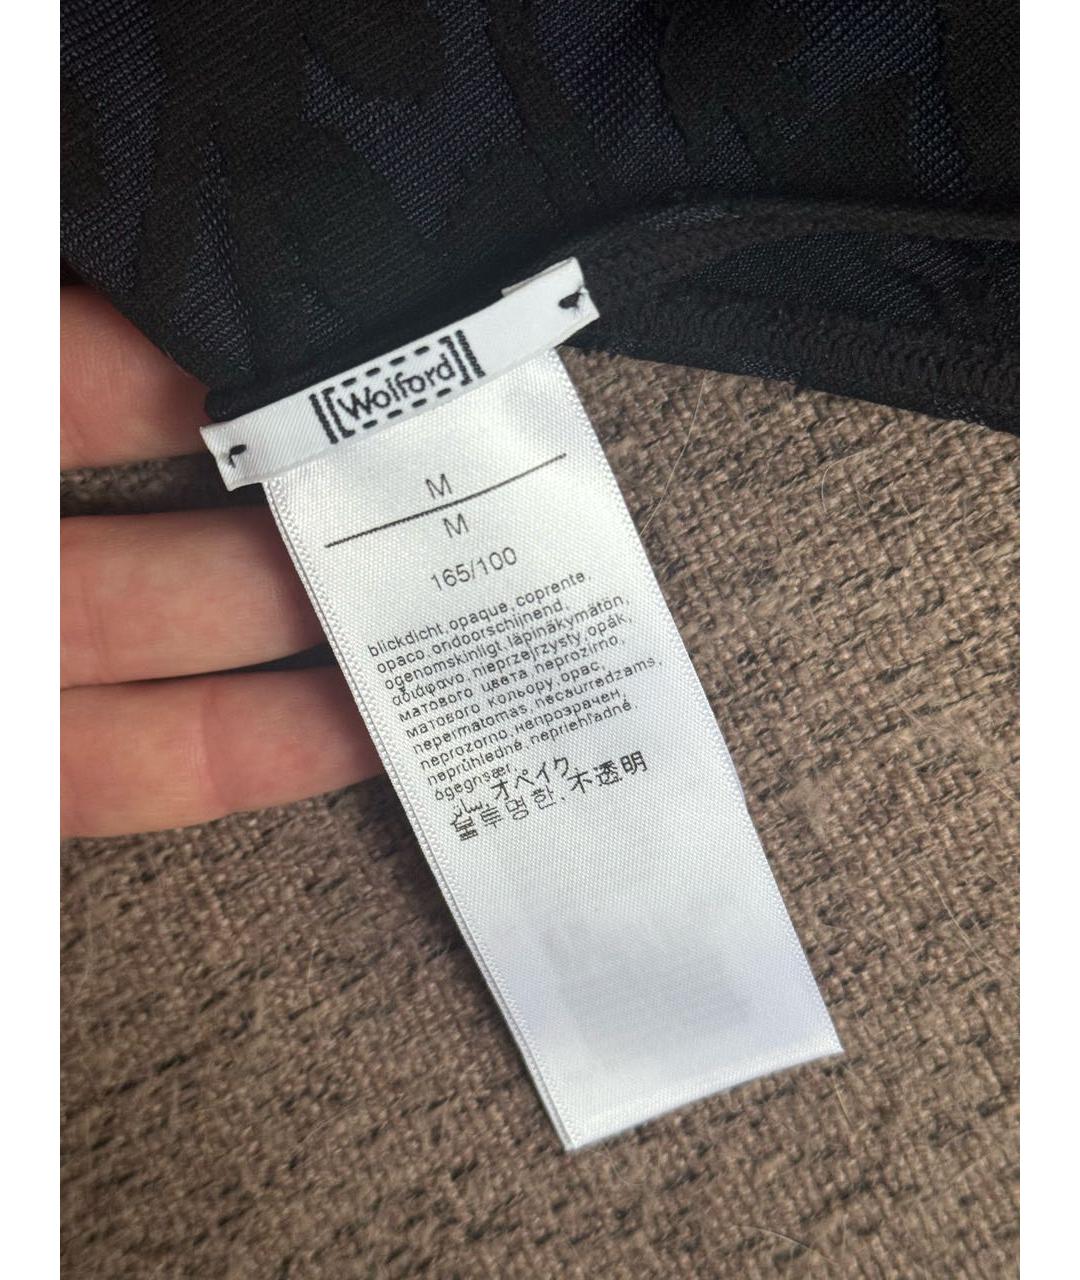 [Wolford]
M
M
165/100
blickdicht, opaque, coprente,
opaco, ondoorschijnend,
ogenomskinligt, läpinäkymätön,
αδιάφανο, nieprzejrzysty, opák,
матового цвета, neprozirno,
матового кольору, opac,
nepermatomas, necaurredzams,
neprozorno, непрозрачен,
neprůhledné, nepriehľadné,
ógegnsær,
オペイク,
불투명한, 不透明